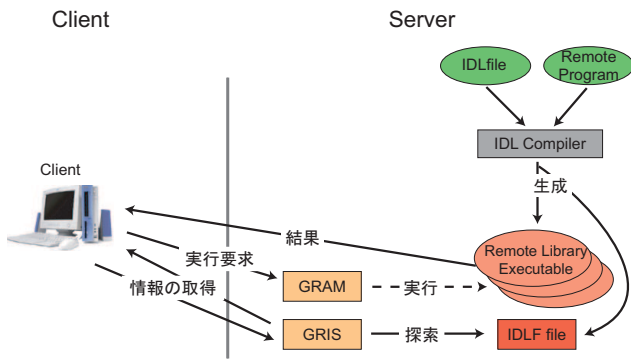 Client
Server
IDLfile
Remote
Program
IDL Compiler
Client
生成
結果
Remote Library
Executable
実行要求
GRAM
実行
情報の取得
GRIS
探索
IDLF file